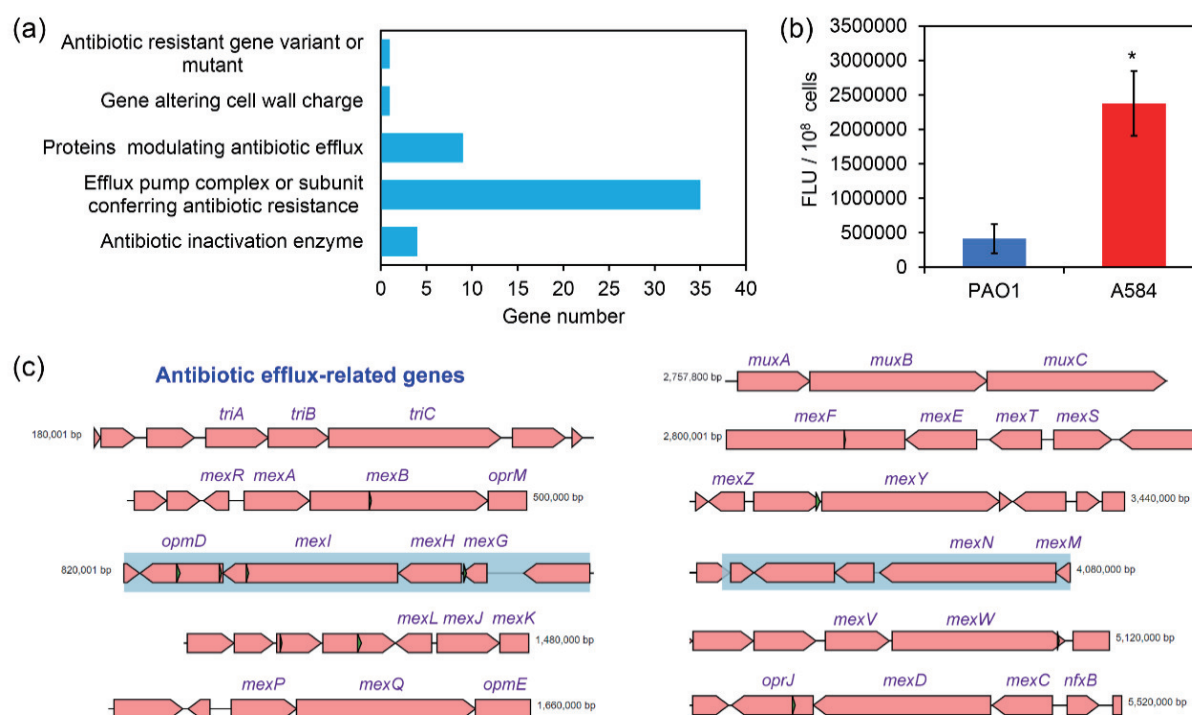 (a)
Antibiotic resistant gene variant or
mutant
Gene altering cell wall charge
Proteins modulating antibiotic efflux
Efflux pump complex or subunit
conferring antibiotic resistance
Antibiotic inactivation enzyme
0 5 10 15 20 25 30 35 40
Gene number
(b)
FLU / 10⁸ cells
3500000
3000000
2500000
2000000
1500000
1000000
500000
0
*
PAO1 A584
(c)
Antibiotic efflux-related genes
triA triB triC
180,001 bp
mexR mexA mexB oprM
500,000 bp
opmD mexI mexH mexG
820,001 bp
mexL mexJ mexK
1,480,000 bp
mexP mexQ opmE
1,660,000 bp
muxA muxB muxC
2,757.800 bp
mexF mexE mexT mexS
2,800,001 bp
mexZ mexY
3,440,000 bp
mexN mexM
4,080,000 bp
mexV mexW
5,120,000 bp
oprJ mexD mexC nfxB
5,520,000 bp